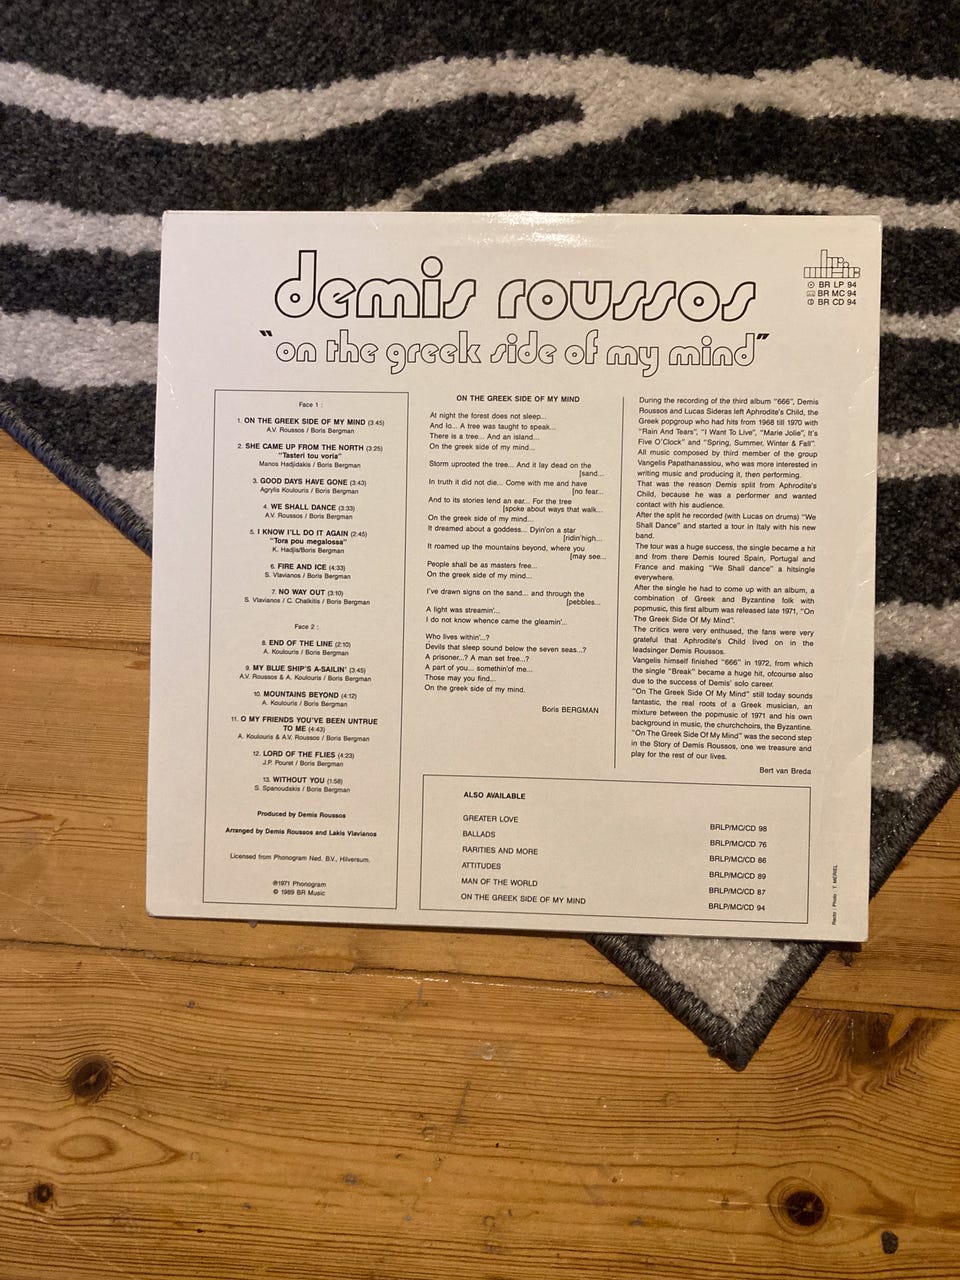 demis roussos
"on the greek side of my mind"
br music
BR LP 94
BR MC 94
BR CD 94
Face 1 :
1. ON THE GREEK SIDE OF MY MIND (3:45)
A.V. Roussos / Boris Bergman
2. SHE CAME UP FROM THE NORTH (3:25)
"Tasteri tou voria"
Manos Hadjidakis / Boris Bergman
3. GOOD DAYS HAVE GONE (3:43)
Agrylis Koulouris / Boris Bergman
4. WE SHALL DANCE (3:33)
A.V. Roussos / Boris Bergman
5. I KNOW I'LL DO IT AGAIN (2:45)
"Tora pou megalossa"
K. Hadjis/Boris Bergman
6. FIRE AND ICE (4:33)
S. Vlavianos / Boris Bergman
7. NO WAY OUT (3:10)
S. Vlavianos / C. Chalkitis / Boris Bergman
Face 2 :
8. END OF THE LINE (2:10)
A. Koulouris / Boris Bergman
9. MY BLUE SHIP'S A-SAILIN' (3:45)
A.V. Roussos & A. Koulouris / Boris Bergman
10. MOUNTAINS BEYOND (4:12)
A. Koulouris / Boris Bergman
11. O MY FRIENDS YOU'VE BEEN UNTRUE
TO ME (4:43)
A. Koulouris & A.V. Roussos / Boris Bergman
12. LORD OF THE FLIES (4:23)
J.P. Pouret / Boris Bergman
13. WITHOUT YOU (1:58)
S. Spanoudakis / Boris Bergman
Produced by Demis Roussos
Arranged by Demis Roussos and Lakis Vlavianos
Licensed from Phonogram Ned. B.V., Hilversum.
℗1971 Phonogram
© 1989 BR Music
ON THE GREEK SIDE OF MY MIND
At night the forest does not sleep...
And lo... A tree was taught to speak...
There is a tree... And an island...
On the greek side of my mind...
Storm uprooted the tree... And it lay dead on the
[sand...
In truth it did not die... Come with me and have
[no fear...
And to its stories lend an ear... For the tree
[spoke about ways that walk...
On the greek side of my mind...
It dreamed about a goddess... Dyin'on a star
[ridin'high...
It roamed up the mountains beyond, where you
[may see...
People shall be as masters free...
On the greek side of my mind...
I've drawn signs on the sand... and through the
[pebbles...
A light was streamin'...
I do not know whence came the gleamin'...
Who lives within'...?
Devils that sleep sound below the seven seas...?
A prisoner...? A man set free...?
A part of you... somethin'of me...
Those may you find...
On the greek side of my mind.
Boris BERGMAN
During the recording of the third album "666", Demis
Roussos and Lucas Sideras left Aphrodite's Child, the
Greek popgroup who had hits from 1968 till 1970 with
"Rain And Tears", "I Want To Live", "Marie Jolie", It's
Five O'Clock" and "Spring, Summer, Winter & Fall".
All music composed by third member of the group
Vangelis Papathanassiou, who was more interested in
writing music and producing it, then performing.
That was the reason Demis split from Aphrodite's
Child, because he was a performer and wanted
contact with his audience.
After the split he recorded (with Lucas on drums) "We
Shall Dance" and started a tour in Italy with his new
band.
The tour was a huge success, the single became a hit
and from there Demis toured Spain, Portugal and
France and making "We Shall dance" a hitsingle
everywhere.
After the single he had to come up with an album, a
combination of Greek and Byzantine folk with
popmusic, this first album was released late 1971, "On
The Greek Side Of My Mind".
The critics were very enthused, the fans were very
grateful that Aphrodite's Child lived on in the
leadsinger Demis Roussos.
Vangelis himself finished "666" in 1972, from which
the single "Break" became a hug hit, ofcourse also
due to the success of Demis' solo career.
"On The Greek Side Of My Mind" still today sounds
fantastic, the real roots of a Greek musician, an
mixture between the popmusic of 1971 and his own
background in music, the churchchoirs, the Byzantine.
"On The Greek Side Of My Mind" was the second step
in the Story of Demis Roussos, one we treasure and
play for the rest of our lives.
Bert van Breda
ALSO AVAILABLE
GREATER LOVE BRLP/MC/CD 98
BALLADS BRLP/MC/CD 76
RARITIES AND MORE BRLP/MC/CD 86
ATTITUDES BRLP/MC/CD 89
MAN OF THE WORLD BRLP/MC/CD 87
ON THE GREEK SIDE OF MY MIND BRLP/MC/CD 94
Photo : T. MERIEL